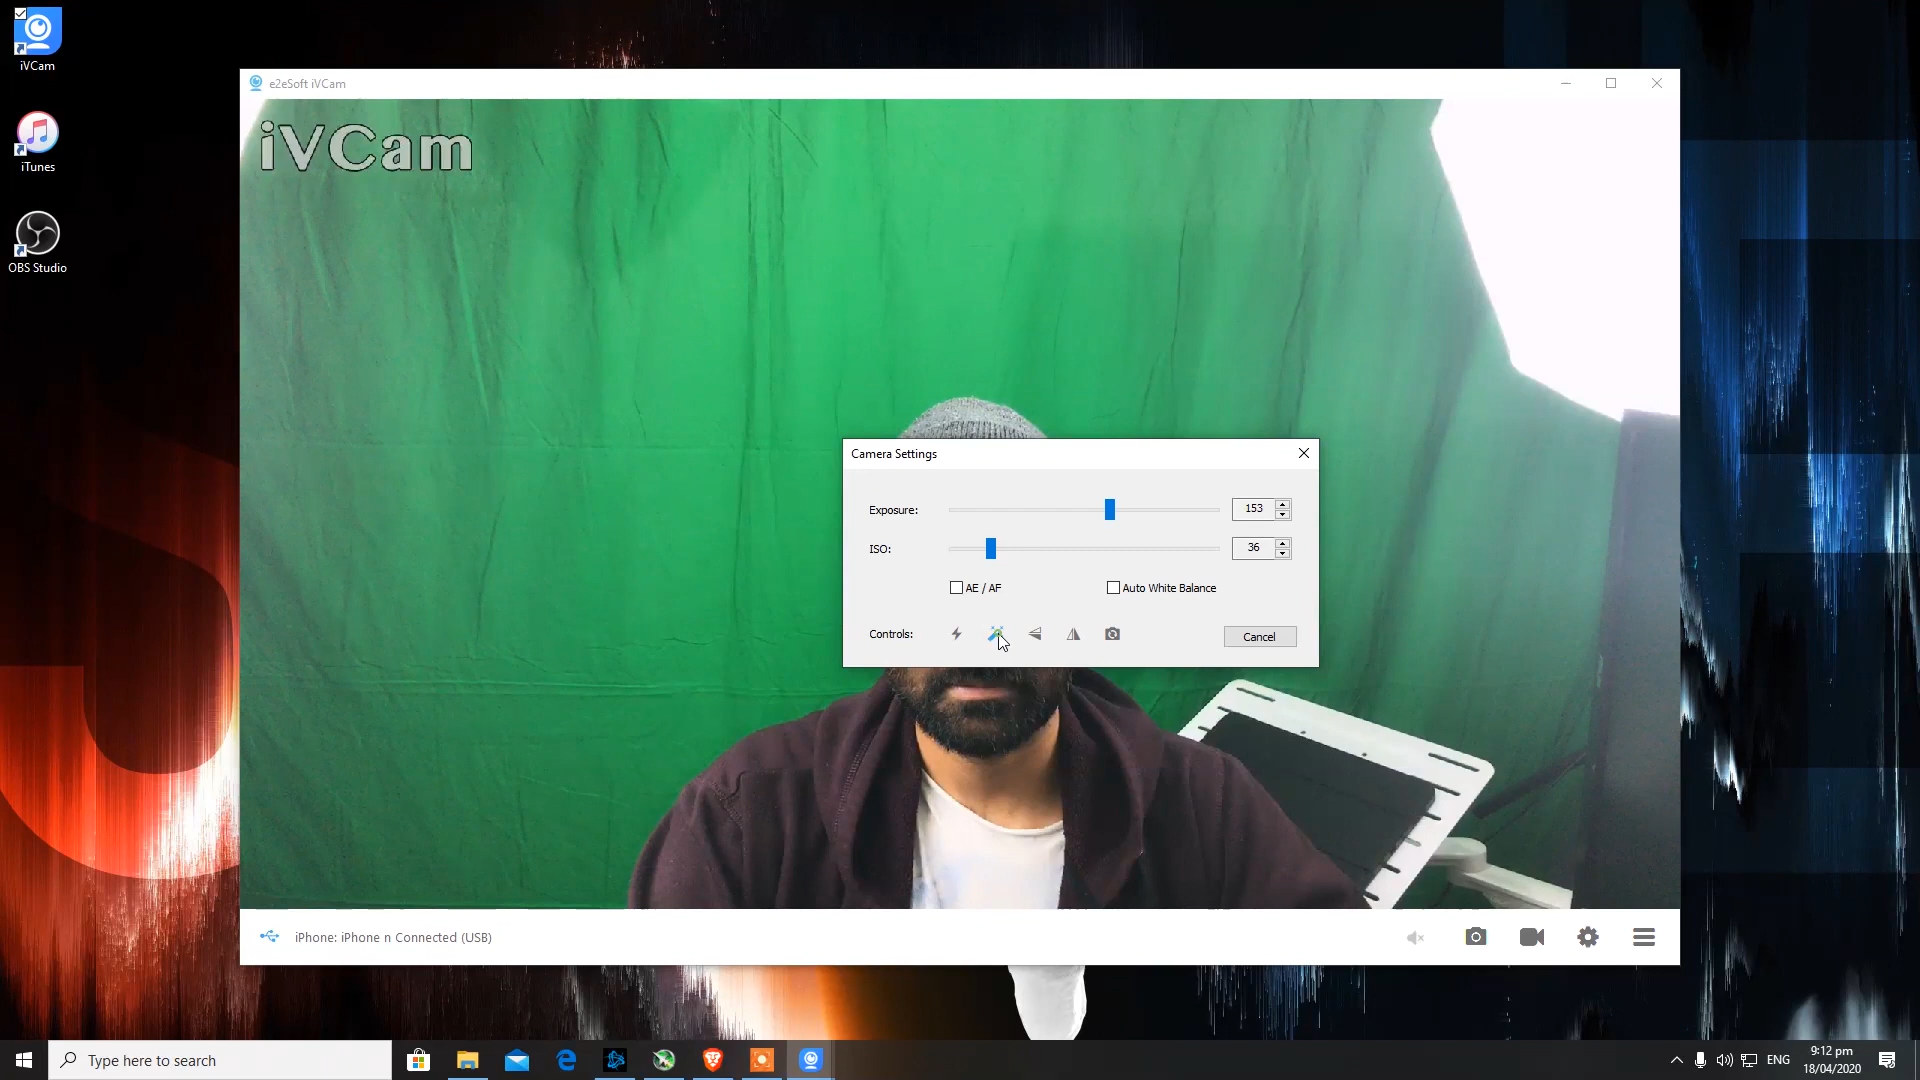 iVCam
iTunes
OBS Studio
e2eSoft iVCam
iVCam
Camera Settings
Exposure:
153
ISO:
36
AE / AF
Auto White Balance
Controls:
Cancel
iPhone: iPhone n Connected (USB)
Type here to search
ENG
9:12 pm
18/04/2020